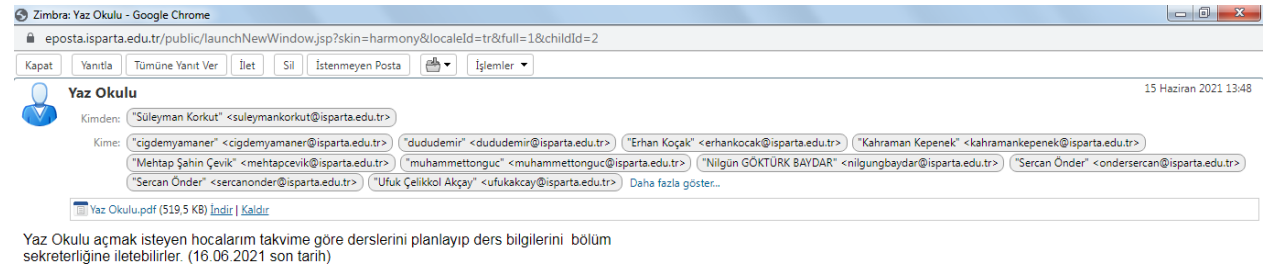 Zimbra: Yaz Okulu - Google Chrome
eposta.isparta.edu.tr/public/launchNewWindow.jsp?skin=harmony&localeId=tr&full=1&childId=2
Kapat Yanıtla Tümüne Yanıt Ver İlet Sil İstenmeyen Posta İşlemler
Yaz Okulu 15 Haziran 2021 13:48
Kimden: "Süleyman Korkut" <suleymankorkut@isparta.edu.tr>
Kime: "cigdemyamaner" <cigdemyamaner@isparta.edu.tr> "dududemir" <dududemir@isparta.edu.tr> "Erhan Koçak" <erhankocak@isparta.edu.tr> "Kahraman Kepenek" <kahramankepenek@isparta.edu.tr>
"Mehtap Şahin Çevik" <mehtapcevik@isparta.edu.tr> "muhammettonguc" <muhammettonguc@isparta.edu.tr> "Nilgün GÖKTÜRK BAYDAR" <nilgungbaydar@isparta.edu.tr> "Sercan Önder" <ondersercan@isparta.edu.tr>
"Sercan Önder" <sercanonder@isparta.edu.tr> "Ufuk Çelikkol Akçay" <ufukakcay@isparta.edu.tr> Daha fazla göster...
Yaz Okulu.pdf (519,5 KB) İndir | Kaldır
Yaz Okulu açmak isteyen hocalarım takvime göre derslerini planlayıp ders bilgilerini bölüm
sekreterliğine iletebilirler. (16.06.2021 son tarih)